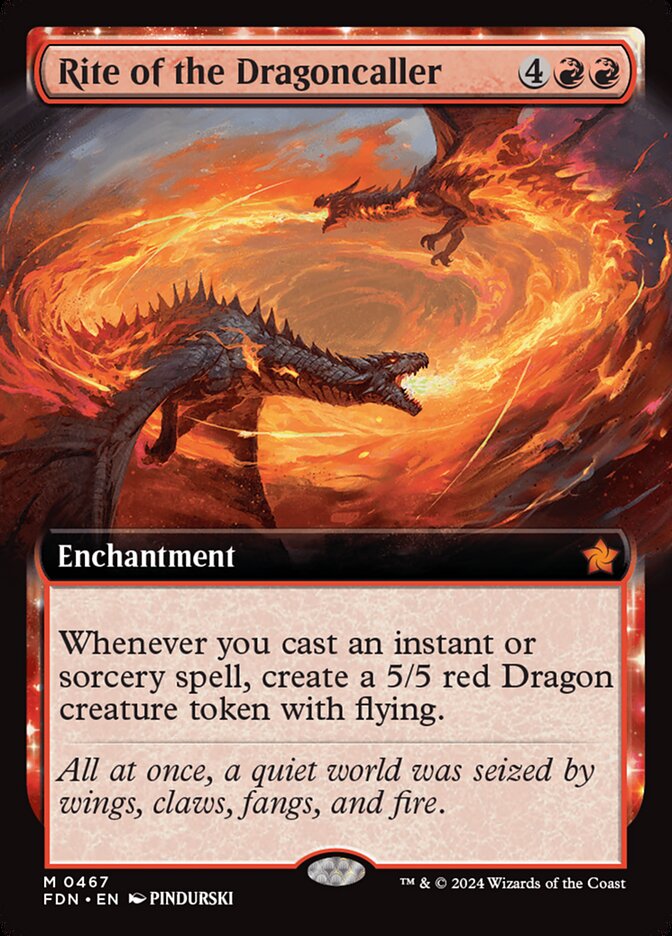 Rite of the Dragoncaller 4
Enchantment
Whenever you cast an instant or
sorcery spell, create a 5/5 red Dragon
creature token with flying.
All at once, a quiet world was seized by
wings, claws, fangs, and fire.
M 0467
FDN • EN PINDURSKI
™ & © 2024 Wizards of the Coast